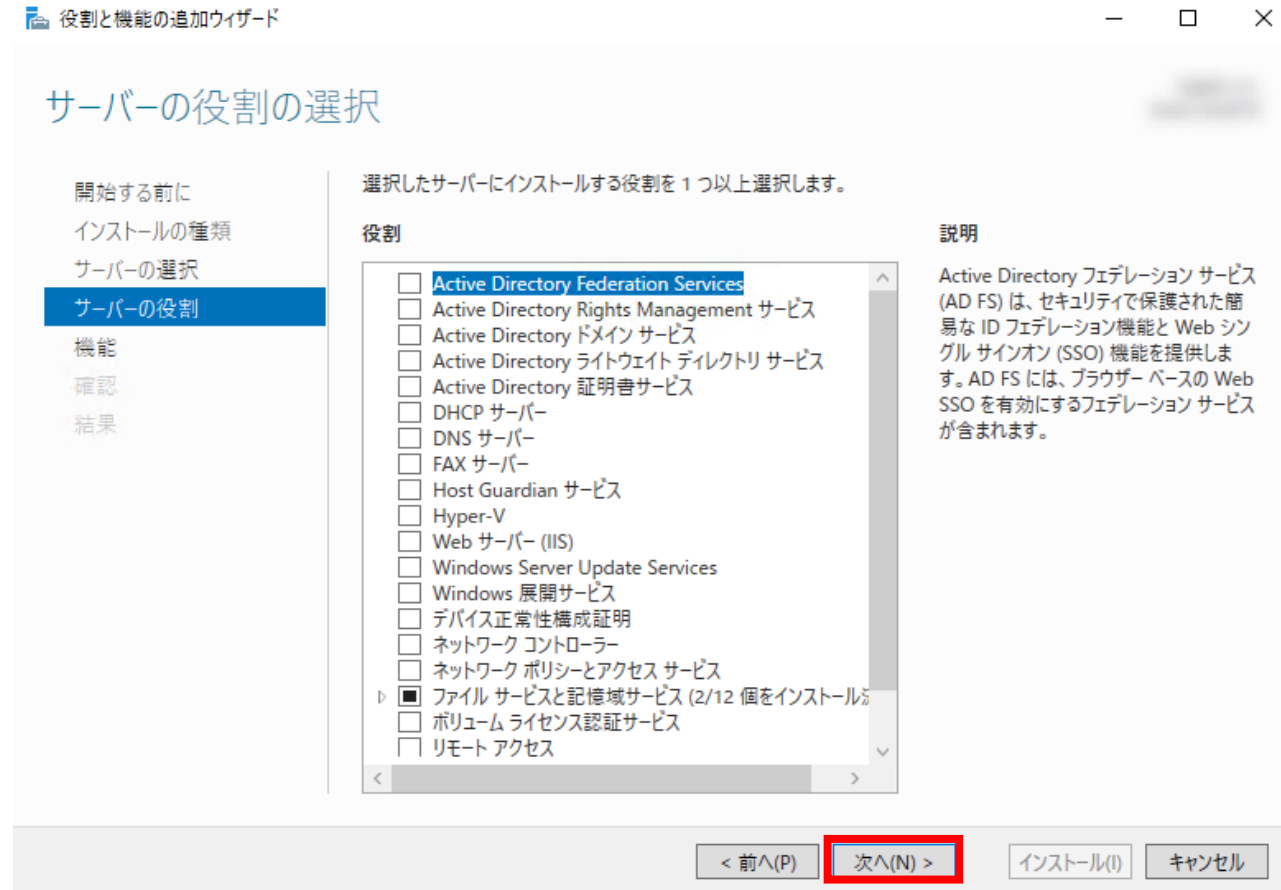 役割と機能の追加ウィザード
サーバーの役割の選択
開始する前に
インストールの種類
サーバーの選択
サーバーの役割
機能
確認
結果
選択したサーバーにインストールする役割を 1 つ以上選択します。
役割
Active Directory Federation Services
Active Directory Rights Management サービス
Active Directory ドメイン サービス
Active Directory ライトウェイト ディレクトリ サービス
Active Directory 証明書サービス
DHCP サーバー
DNS サーバー
FAX サーバー
Host Guardian サービス
Hyper-V
Web サーバー (IIS)
Windows Server Update Services
Windows 展開サービス
デバイス正常性構成証明
ネットワーク コントローラー
ネットワーク ポリシーとアクセス サービス
ファイル サービスと記憶域サービス (2/12 個をインストール
ボリューム ライセンス認証サービス
リモート アクセス
説明
Active Directory フェデレーション サービス
(AD FS) は、セキュリティで保護された簡
易な ID フェデレーション機能と Web シン
グル サインオン (SSO) 機能を提供しま
す。AD FS には、ブラウザー ベースの Web
SSO を有効にするフェデレーション サービス
が含まれます。
< 前へ(P)
次へ(N) >
インストール(I)
キャンセル